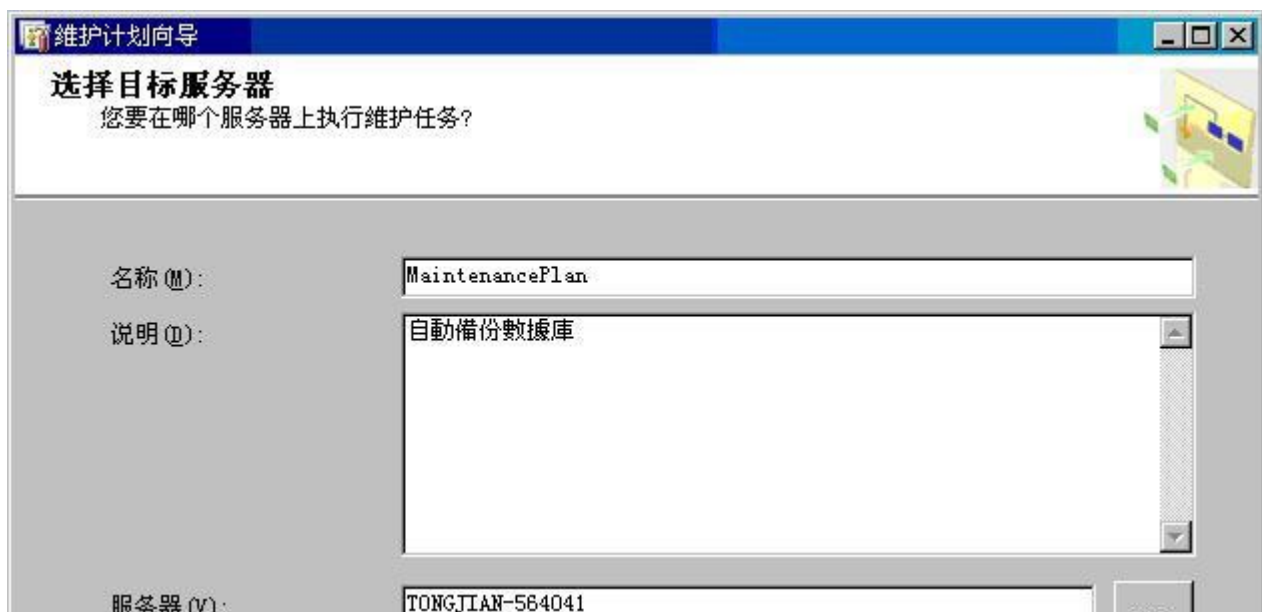 维护计划向导
选择目标服务器
您要在哪个服务器上执行維护任务?
名称(M): MaintenancePlan
说明(D): 自動備份數據庫
服务器(V): TONGJIAN-564041